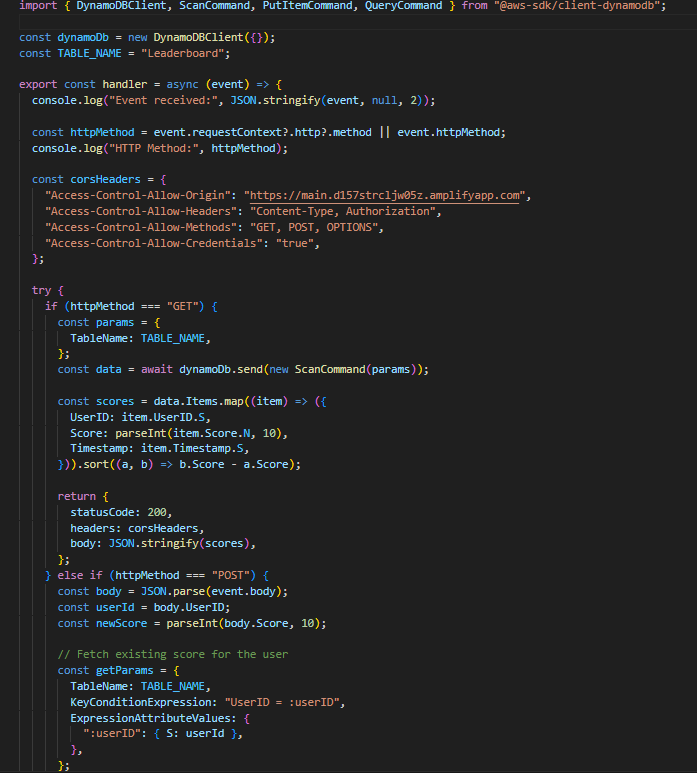 import { DynamoDBClient, ScanCommand, PutItemCommand, QueryCommand } from "@aws-sdk/client-dynamodb";

const dynamoDb = new DynamoDBClient({});
const TABLE_NAME = "Leaderboard";

export const handler = async (event) => {
  console.log("Event received:", JSON.stringify(event, null, 2));

  const httpMethod = event.requestContext?.http?.method || event.httpMethod;
  console.log("HTTP Method:", httpMethod);

  const corsHeaders = {
    "Access-Control-Allow-Origin": "https://main.d157strcljw05z.amplifyapp.com",
    "Access-Control-Allow-Headers": "Content-Type, Authorization",
    "Access-Control-Allow-Methods": "GET, POST, OPTIONS",
    "Access-Control-Allow-Credentials": "true",
  };

  try {
    if (httpMethod === "GET") {
      const params = {
        TableName: TABLE_NAME,
      };
      const data = await dynamoDb.send(new ScanCommand(params));

      const scores = data.Items.map((item) => ({
        UserID: item.UserID.S,
        Score: parseInt(item.Score.N, 10),
        Timestamp: item.Timestamp.S,
      })).sort((a, b) => b.Score - a.Score);

      return {
        statusCode: 200,
        headers: corsHeaders,
        body: JSON.stringify(scores),
      };
    } else if (httpMethod === "POST") {
      const body = JSON.parse(event.body);
      const userId = body.UserID;
      const newScore = parseInt(body.Score, 10);

      // Fetch existing score for the user
      const getParams = {
        TableName: TABLE_NAME,
        KeyConditionExpression: "UserID = :userID",
        ExpressionAttributeValues: {
          ":userID": { S: userId },
        },
      };